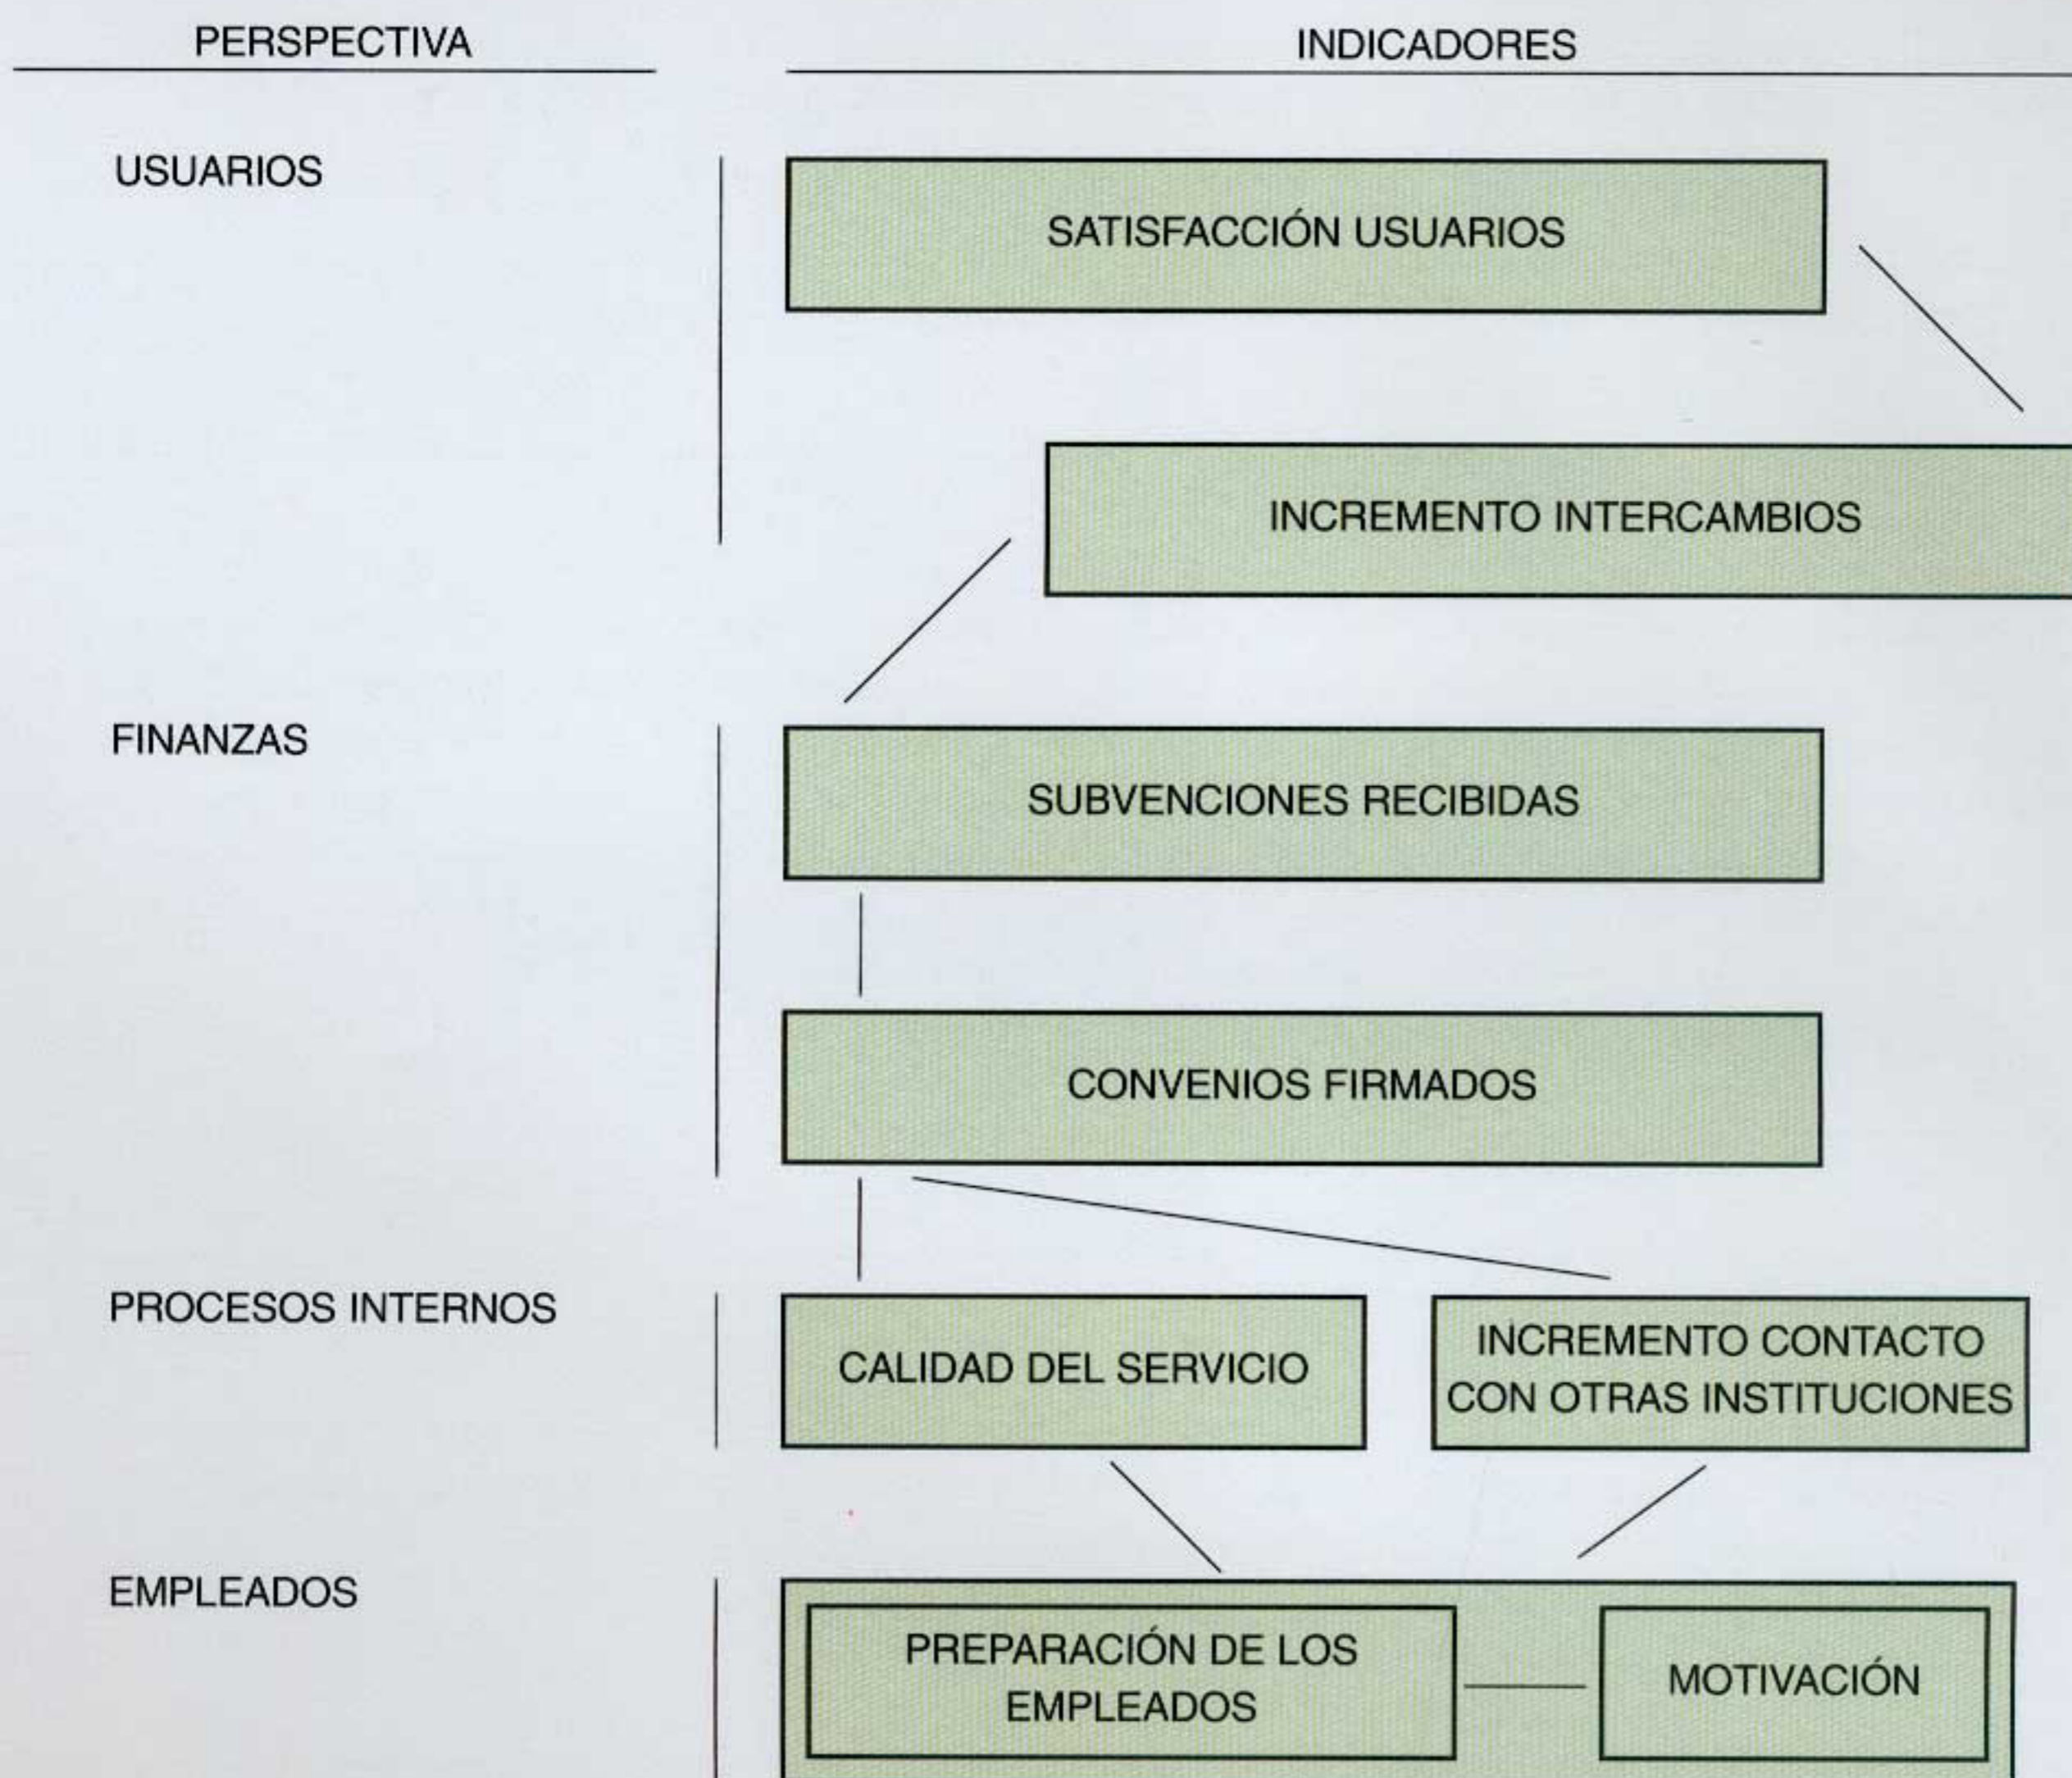 PERSPECTIVA
INDICADORES
USUARIOS
SATISFACCIÓN USUARIOS
INCREMENTO INTERCAMBIOS
FINANZAS
SUBVENCIONES RECIBIDAS
CONVENIOS FIRMADOS
PROCESOS INTERNOS
CALIDAD DEL SERVICIO
INCREMENTO CONTACTO
CON OTRAS INSTITUCIONES
EMPLEADOS
PREPARACIÓN DE LOS
EMPLEADOS
MOTIVACIÓN